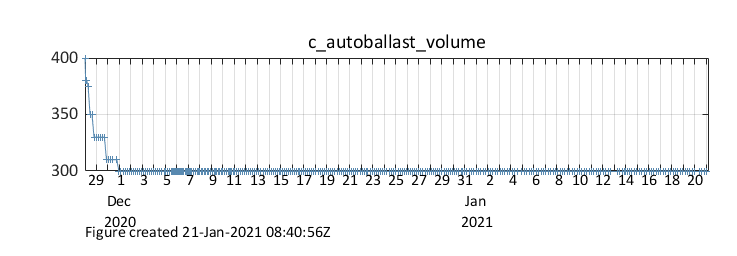 c_autoballast_volume
400
350
300
29 1 3 5 7 9 11 13 15 17 19 21 23 25 27 29 31 2 4 6 8 10 12 14 16 18 20
Dec Jan
2020 2021
Figure created 21-Jan-2021 08:40:56Z